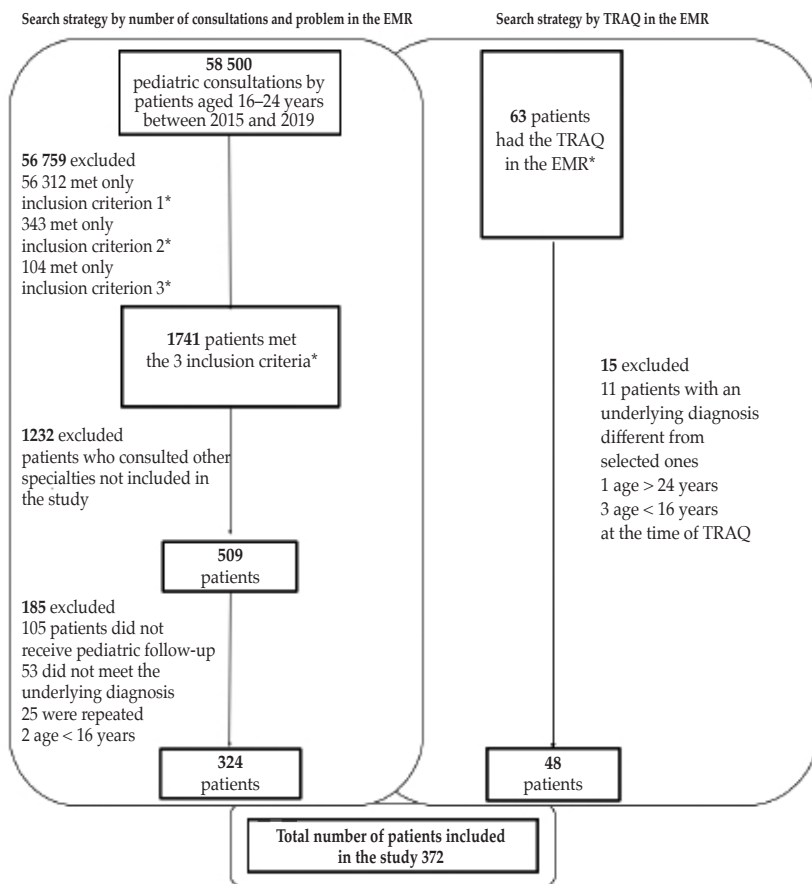 Search strategy by number of consultations and problem in the EMR
58 500
pediatric consultations by
patients aged 16–24 years
between 2015 and 2019
56 759 excluded
56 312 met only
inclusion criterion 1*
343 met only
inclusion criterion 2*
104 met only
inclusion criterion 3*
1741 patients met
the 3 inclusion criteria*
1232 excluded
patients who consulted other
specialties not included in
the study
509
patients
185 excluded
105 patients did not
receive pediatric follow-up
53 did not meet the
underlying diagnosis
25 were repeated
2 age < 16 years
324
patients
Search strategy by TRAQ in the EMR
63 patients
had the TRAQ
in the EMR*
15 excluded
11 patients with an
underlying diagnosis
different from
selected ones
1 age > 24 years
3 age < 16 years
at the time of TRAQ
48
patients
Total number of patients included
in the study 372